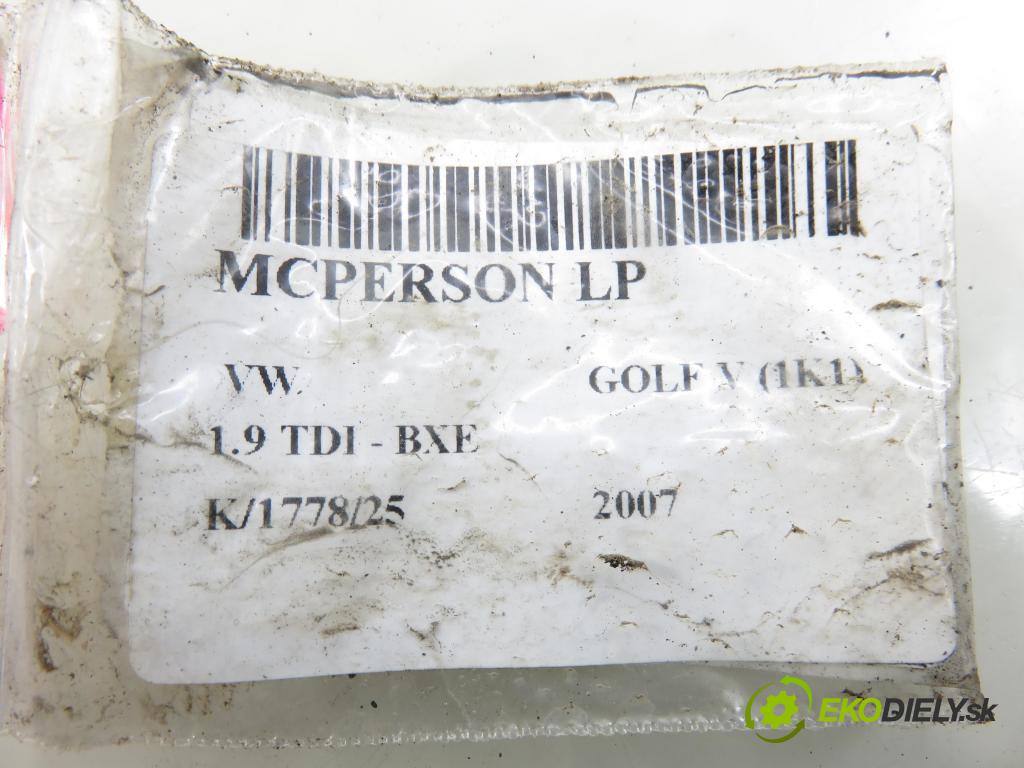 MCPERSON LP
VW GOLF V (1K1)
1.9 TDI - BXE
K/1778/25 2007
EKODIELY.sk